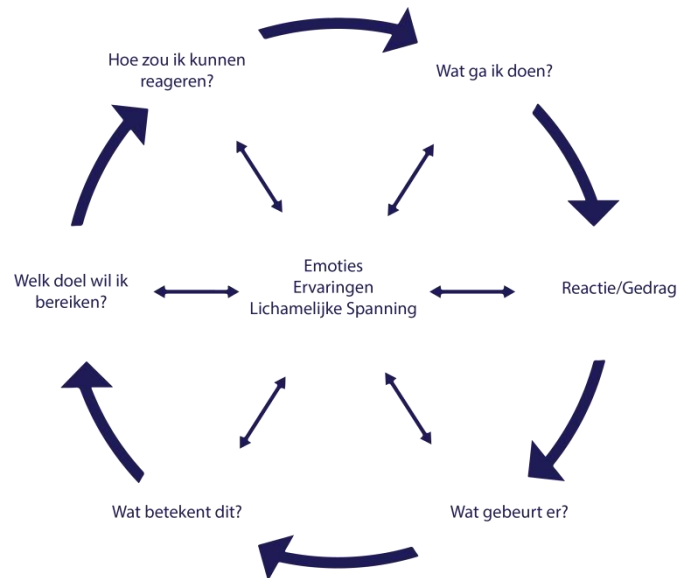 Hoe zou ik kunnen
reageren?
Wat ga ik doen?
Welk doel wil ik
bereiken?
Emoties
Ervaringen
Lichamelijke Spanning
Reactie/Gedrag
Wat betekent dit?
Wat gebeurt er?